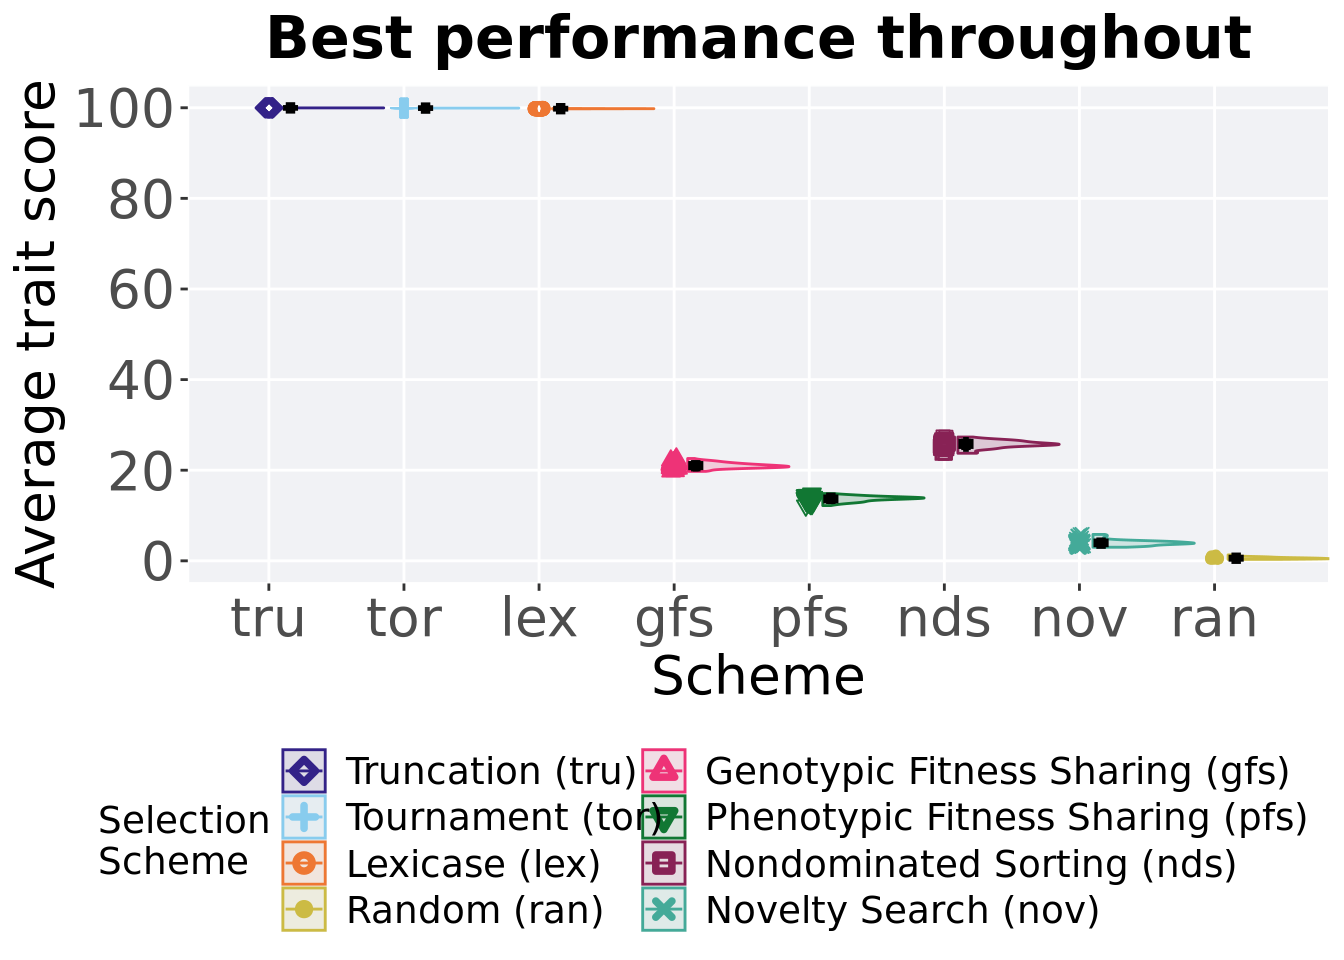 Best performance throughout
Average trait score
100
80
60
40
20
0
tru tor lex gfs pfs nds nov ran
Scheme
Selection
Scheme
Truncation (tru)
Tournament (tor)
Lexicase (lex)
Random (ran)
Genotypic Fitness Sharing (gfs)
Phenotypic Fitness Sharing (pfs)
Nondominated Sorting (nds)
Novelty Search (nov)